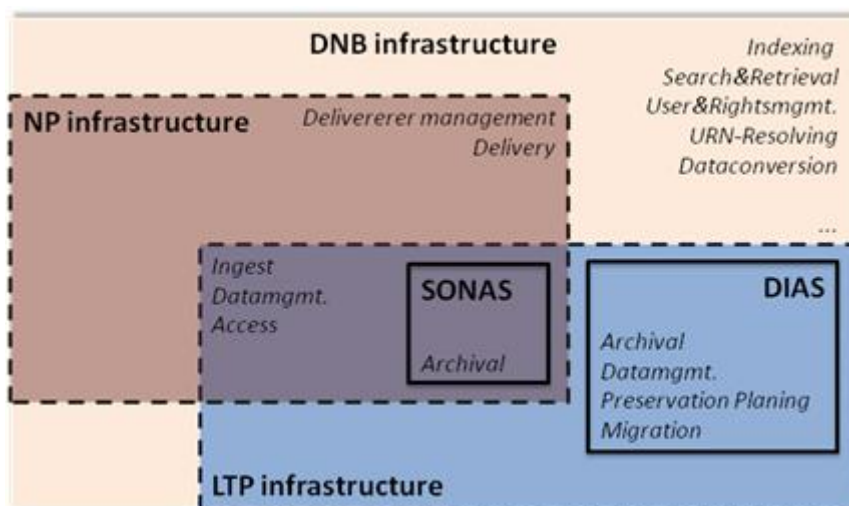 DNB infrastructure
Indexing
Search&Retrieval
User&Rightsmgmt.
URN-Resolving
Dataconversion
...
NP infrastructure
Delivererer management
Delivery
Ingest
Datamgmt.
Access
SONAS
Archival
DIAS
Archival
Datamgmt.
Preservation Planing
Migration
LTP infrastructure